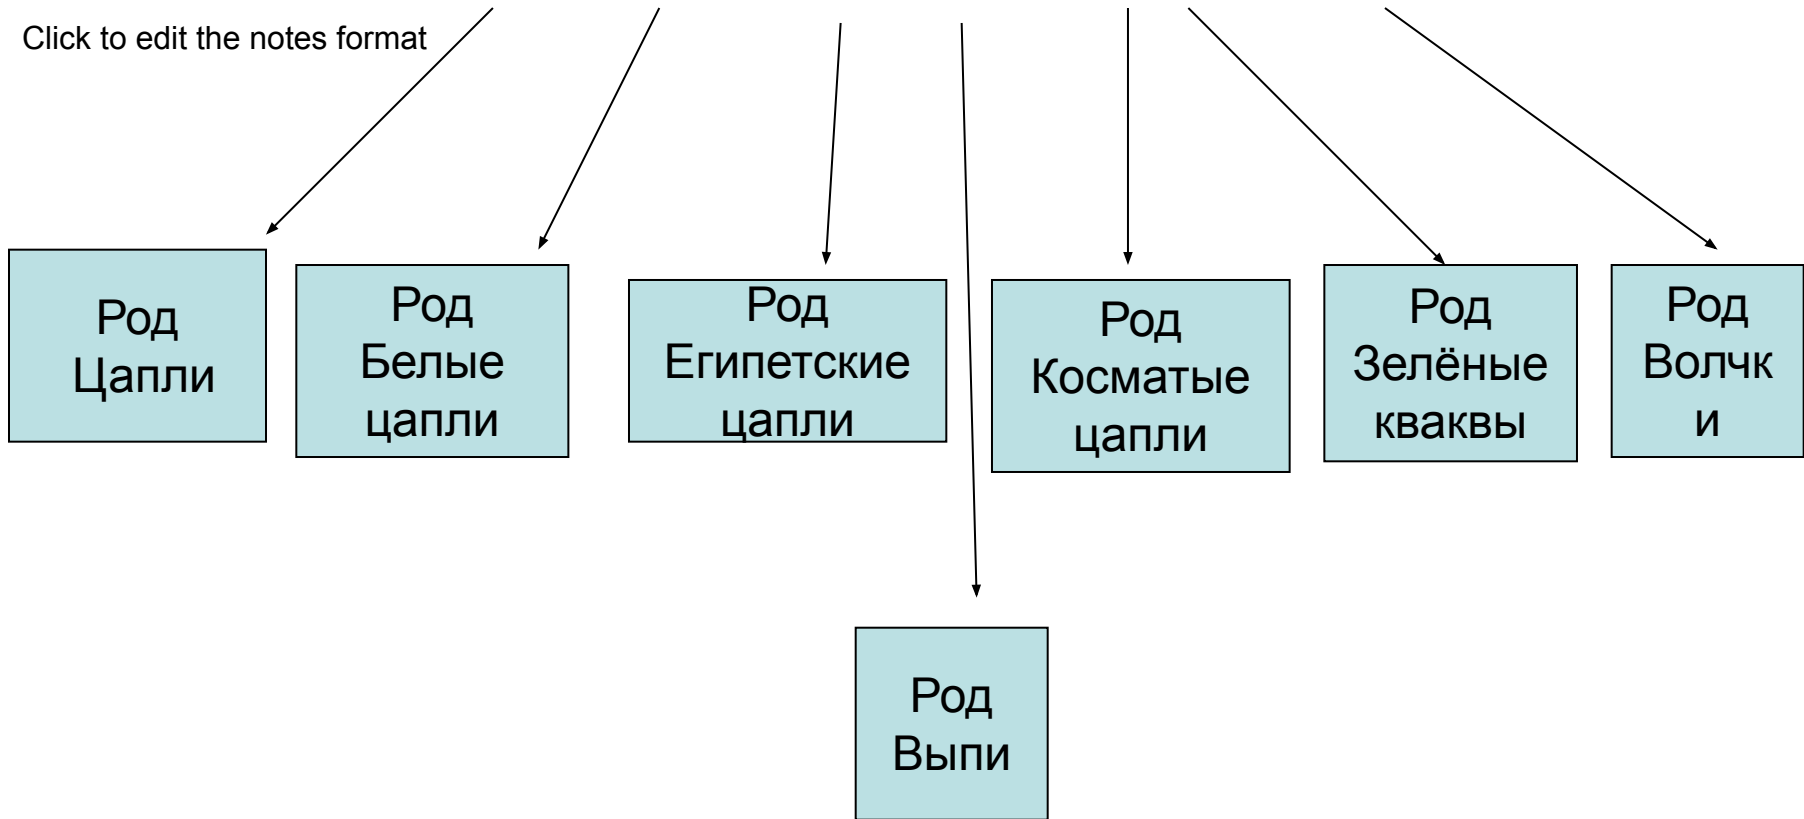 Click to edit the notes format
Род
Цапли
Род
Белые
цапли
Род
Египетские
цапли
Род
Косматые
цапли
Род
Зелёные
кваквы
Род
Волчк
и
Род
Выпи